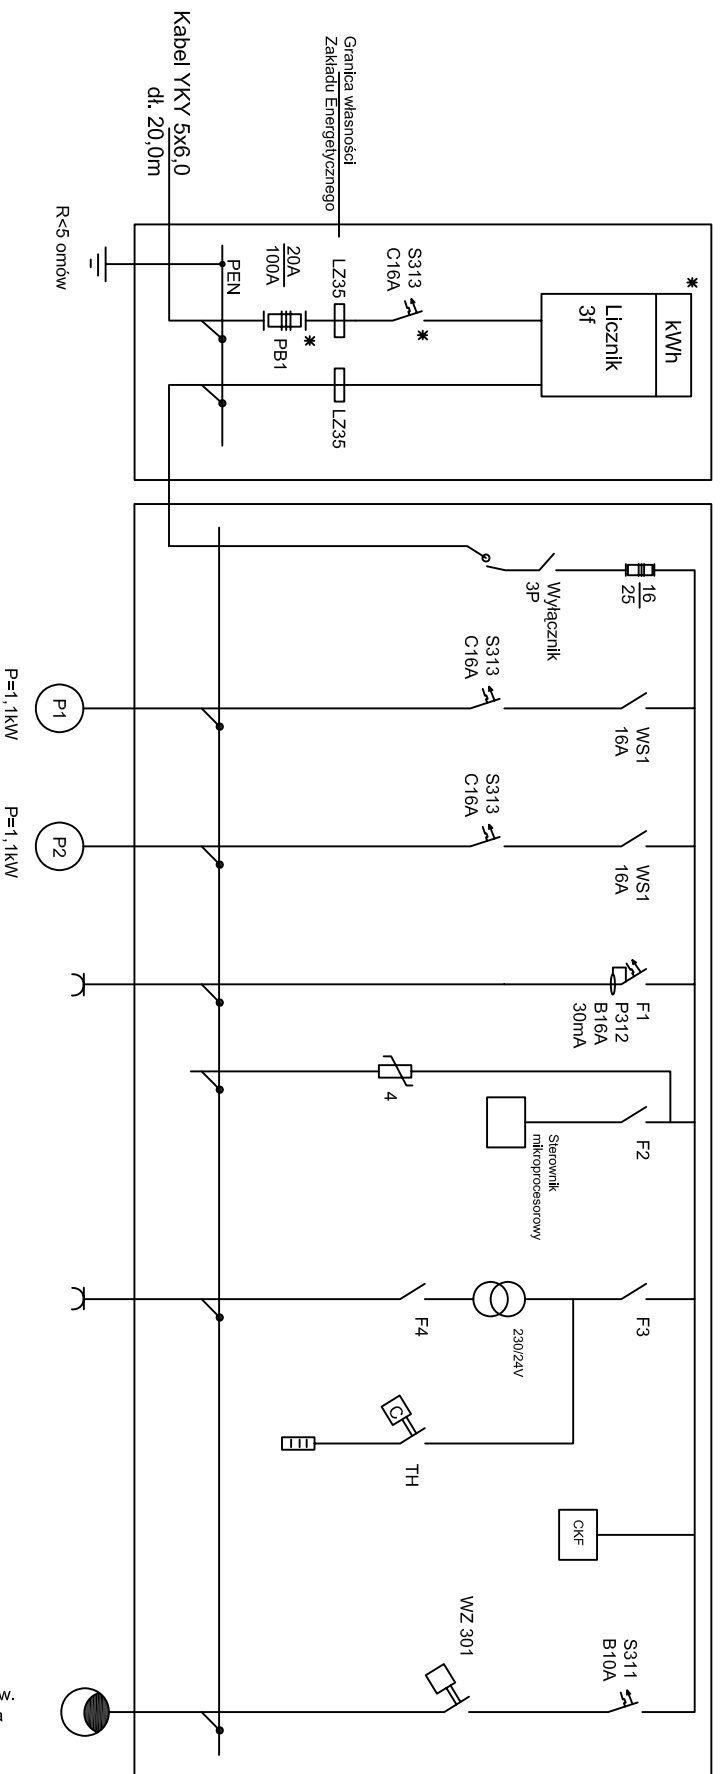 Kabel YKY 5x6,0
dł. 20,0m
Granica własności
Zakładu Energetycznego
R<5 omów
PEN
20A
100A
PB1
LZ35
LZ35
S313
C16A
*
*
*
kWh
Licznik
3f
16
25
Wyłącznik
3P
P1
P=1,1kW
S313
C16A
WS1
16A
P2
P=1,1kW
S313
C16A
WS1
16A
F1
P312
B16A
30mA
4
F2
Sterownik
mikroprocesorowy
F3
230/24V
F4
C
TH
CKF
WZ 301
S311
B10A
w.
a